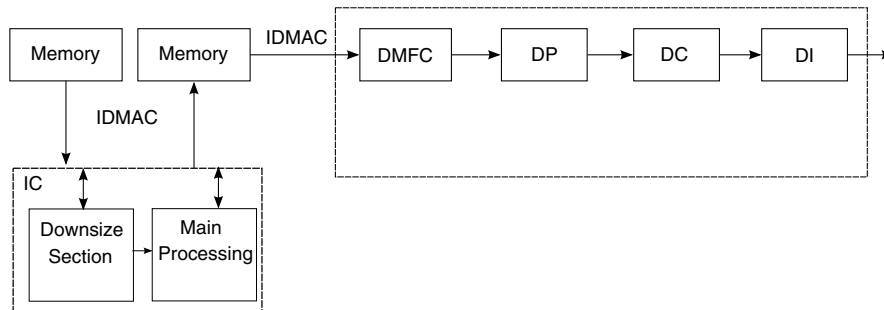 IDMAC
Memory
Memory
DMFC
DP
DC
DI
IDMAC
IC
Downsize
Section
Main
Processing